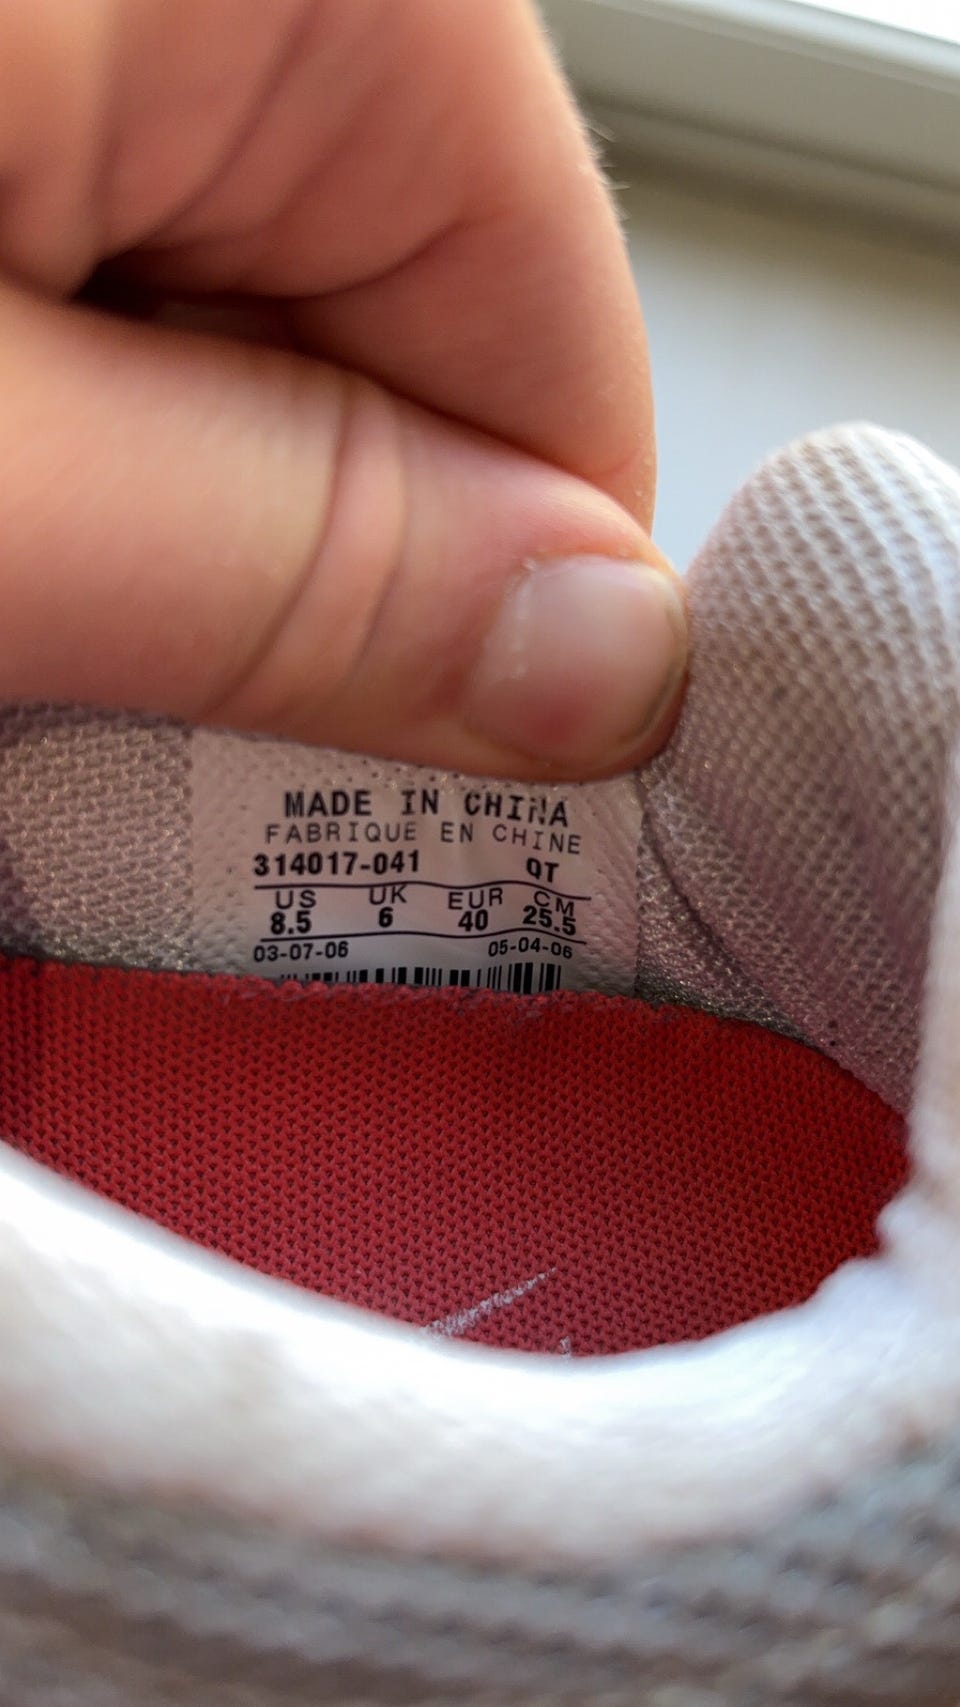 MADE IN CHINA
FABRIQUE EN CHINE
314017-041 QT
US UK EUR CM
8.5 6 40 25.5
03-07-06 05-04-06